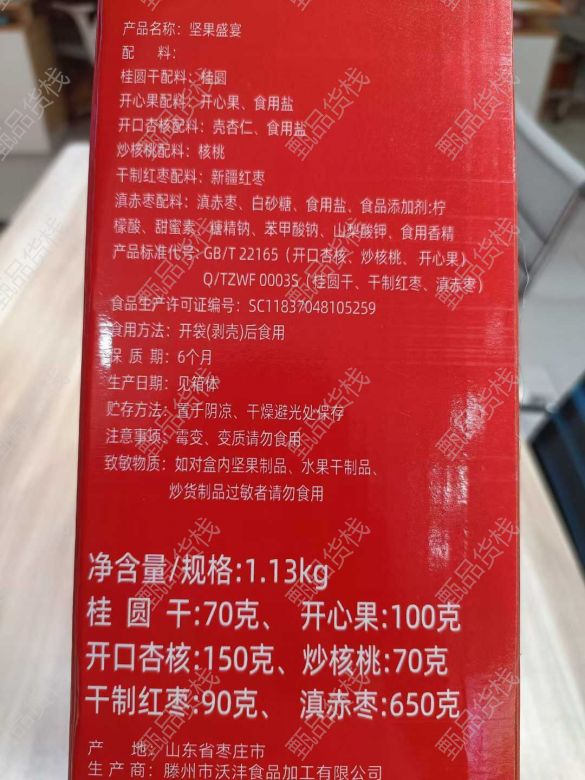 产品名称：坚果盛宴
配 料：
桂圆干配料：桂圆
开心果配料：开心果、食用盐
开口杏核配料：壳杏仁、食用盐
炒核桃配料：核桃
干制红枣配料：新疆红枣
滇赤枣配料：滇赤枣、白砂糖、食用盐、食品添加剂:柠
檬酸、甜蜜素、糖精钠、苯甲酸钠、山梨酸钾、食用香精
产品标准代号：GB/T 22165（开口杏核、炒核桃、开心果）
Q/TZWF 0003S（桂圆干、干制红枣、滇赤枣）
食品生产许可证编号：SC11837048105259
食用方法：开袋(剥壳)后食用
保 质 期：6个月
生产日期：见箱体
贮存方法：置于阴凉、干燥避光处保存
注意事项：霉变、变质请勿食用
致敏物质：如对盒内坚果制品、水果干制品、
炒货制品过敏者请勿食用
净含量/规格:1.13kg
桂 圆 干:70克、 开心果:100克
开口杏核:150克、炒核桃:70克
干制红枣:90克、 滇赤枣:650克
产 地：山东省枣庄市
生 产 商：滕州市沃沣食品加工有限公司
甄品货栈